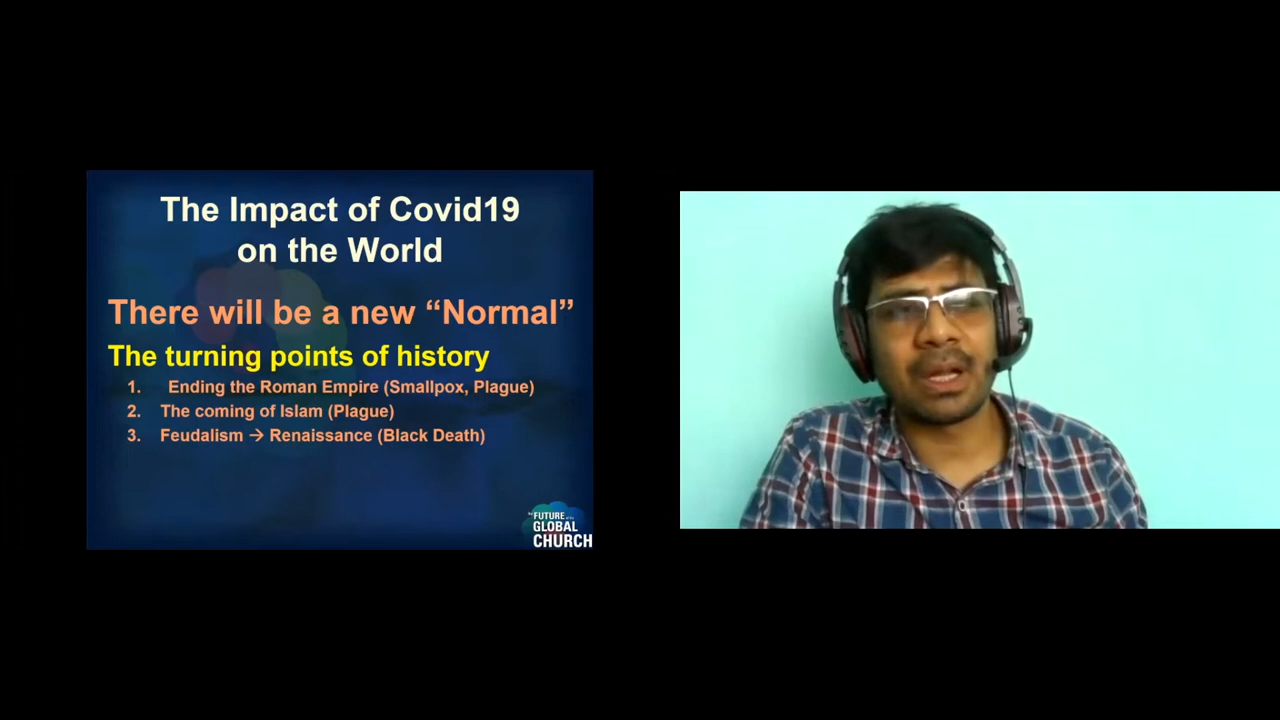 The Impact of Covid19
on the World
There will be a new “Normal”
The turning points of history
1. Ending the Roman Empire (Smallpox, Plague)
2. The coming of Islam (Plague)
3. Feudalism → Renaissance (Black Death)
FUTURE
GLOBAL
CHURCH